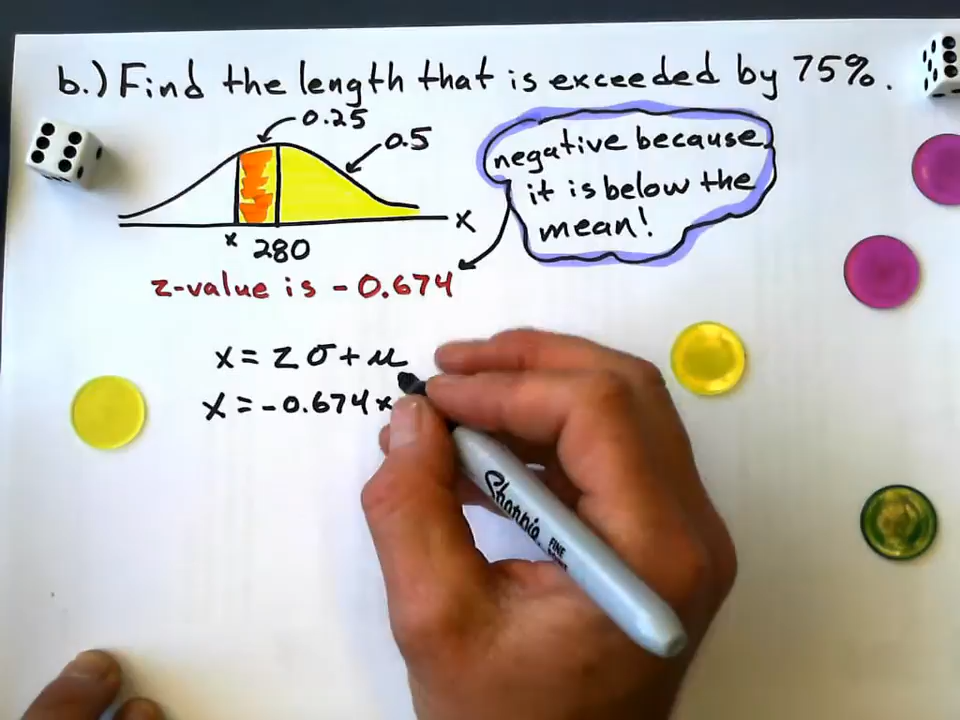 b.) Find the length that is exceeded by 75%.
0.25
0.5
negative because
it is below the
mean!
x
x 280
z-value is -0.674
x = z σ + μ
x = -0.674 x
Sharpie
FINE